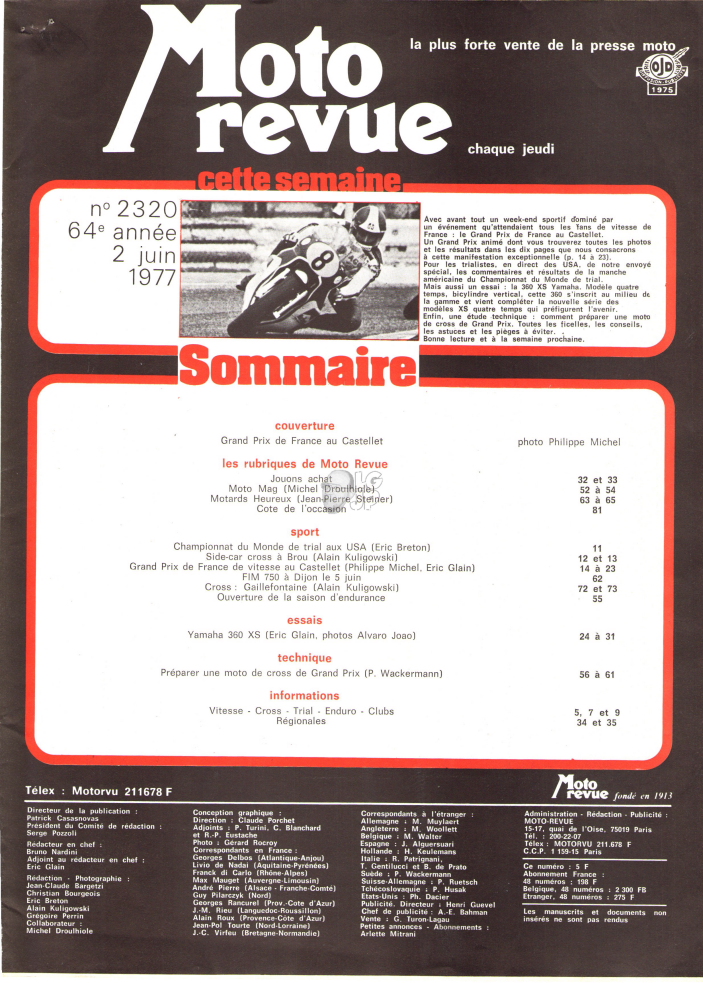 Moto
revue
la plus forte vente de la presse moto
OJD
1975
chaque jeudi
cette semaine
nº 2320
64e année
2 juin
1977
8
Avec avant tout un week-end sportif dominé par
un événement qu'attendaient tous les fans de vitesse de
France : le Grand Prix de France au Castellet.
Un Grand Prix animé dont vous trouverez toutes les photos
et les résultats dans les dix pages que nous consacrons
à cette manifestation exceptionnelle (p. 14 à 23).
Pour les trialistes, en direct des USA, de notre envoyé
spécial, les commentaires et résultats de la manche
américaine du Championnat du Monde de trial.
Mais aussi un essai : la 360 XS Yamaha. Modèle quatre
temps, bicylindre vertical, cette 360 s'inscrit au milieu de
la gamme et vient compléter la nouvelle série des
modèles XS quatre temps qui préfigurent l'avenir.
Enfin, une étude technique : comment préparer une moto
de cross de Grand Prix. Toutes les ficelles, les conseils,
les astuces et les pièges à éviter.
Bonne lecture et à la semaine prochaine.
Sommaire
couverture
Grand Prix de France au Castellet photo Philippe Michel
les rubriques de Moto Revue
Jouons achat 32 et 33
Moto Mag (Michel Droulhiole) 52 à 54
Motards Heureux (Jean-Pierre Steiner) 63 à 65
Cote de l'occasion 81
sport
Championnat du Monde de trial aux USA (Eric Breton) 11
Side-car cross à Brou (Alain Kuligowski) 12 et 13
Grand Prix de France de vitesse au Castellet (Philippe Michel, Eric Glain) 14 à 23
FIM 750 à Dijon le 5 juin 62
Cross : Gaillefontaine (Alain Kuligowski) 72 et 73
Ouverture de la saison d'endurance 55
essais
Yamaha 360 XS (Eric Glain, photos Alvaro Joao) 24 à 31
technique
Préparer une moto de cross de Grand Prix (P. Wackermann) 56 à 61
informations
Vitesse - Cross - Trial - Enduro - Clubs 5, 7 et 9
Régionales 34 et 35
Télex : Motorvu 211678 F
Moto
revue fondé en 1913
Directeur de la publication :
Patrick Casasnovas
Président du Comité de rédaction :
Serge Pozzoli
Rédacteur en chef :
Bruno Nardini
Adjoint au rédacteur en chef :
Eric Glain
Rédaction - Photographie :
Jean-Claude Bargetzi
Christian Bourgeois
Eric Breton
Alain Kuligowski
Grégoire Perrin
Collaborateur :
Michel Droulhiole
Conception graphique :
Direction : Claude Porchet
Adjoints : P. Turini, C. Blanchard
et R.-P. Eustache
Photo : Gérard Rocroy
Correspondants en France :
Georges Delbos (Atlantique-Anjou)
Livio de Nadai (Aquitaine-Pyrénées)
Franck di Carlo (Rhône-Alpes)
Max Mauget (Auvergne-Limousin)
André Pierre (Alsace - Franche-Comté)
Guy Pilarczyk (Nord)
Georges Rancurel (Prov.-Cote d'Azur)
J.-M. Rieu (Languedoc-Roussillon)
Alain Roux (Provence-Cote d'Azur)
Jean-Pol Tourte (Nord-Lorraine)
J.-C. Virfeu (Bretagne-Normandie)
Correspondants à l'étranger :
Allemagne : M. Muylaert
Angleterre : M. Woollett
Belgique : M. Walter
Espagne : J. Alguersuari
Hollande : H. Keulemans
Italie : R. Patrignani,
T. Gentilucci et B. de Prato
Suède : P. Wackermann
Suisse-Allemagne : P. Ruetsch
Tchécoslovaquie : P. Husak
Etats-Unis : Ph. Dacier
Publicité, Directeur : Henri Guevel
Chef de publicité : A.-E. Bahman
Vente : G. Turon-Lagau
Petites annonces - Abonnements :
Arlette Mitrani
Administration - Rédaction - Publicité :
MOTO-REVUE
15-17, quai de l'Oise, 75019 Paris
Tél. : 200-22-07
Télex : MOTORVU 211.678 F
C.C.P. 1 159-15 Paris
Ce numéro : 5 F
Abonnement France :
48 numéros : 198 F
Belgique, 48 numéros : 2 300 FB
Etranger, 48 numéros : 275 F
Les manuscrits et documents non
insérés ne sont pas rendus